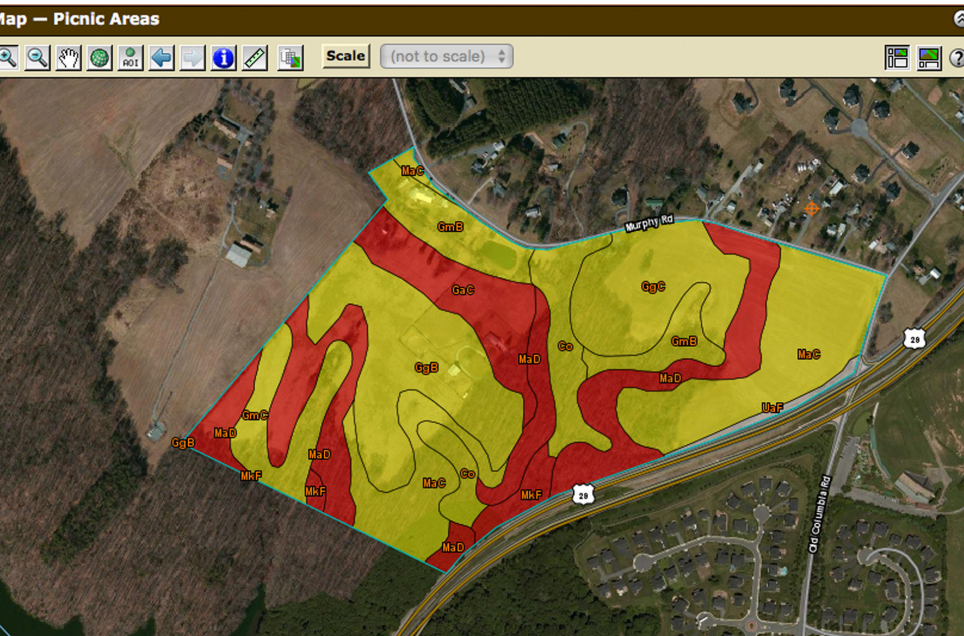 Map — Picnic Areas
AOI
Scale
(not to scale)
?
MaC
GmB
Murphy Rd
GaC
GgC
MaD
Co
GmB
MaC
29
GgB
MaD
UaF
GmC
MaD
GgB
MaD
MkF
MaC
Co
MkF
MkF
29
MaD
Old Columbia Rd